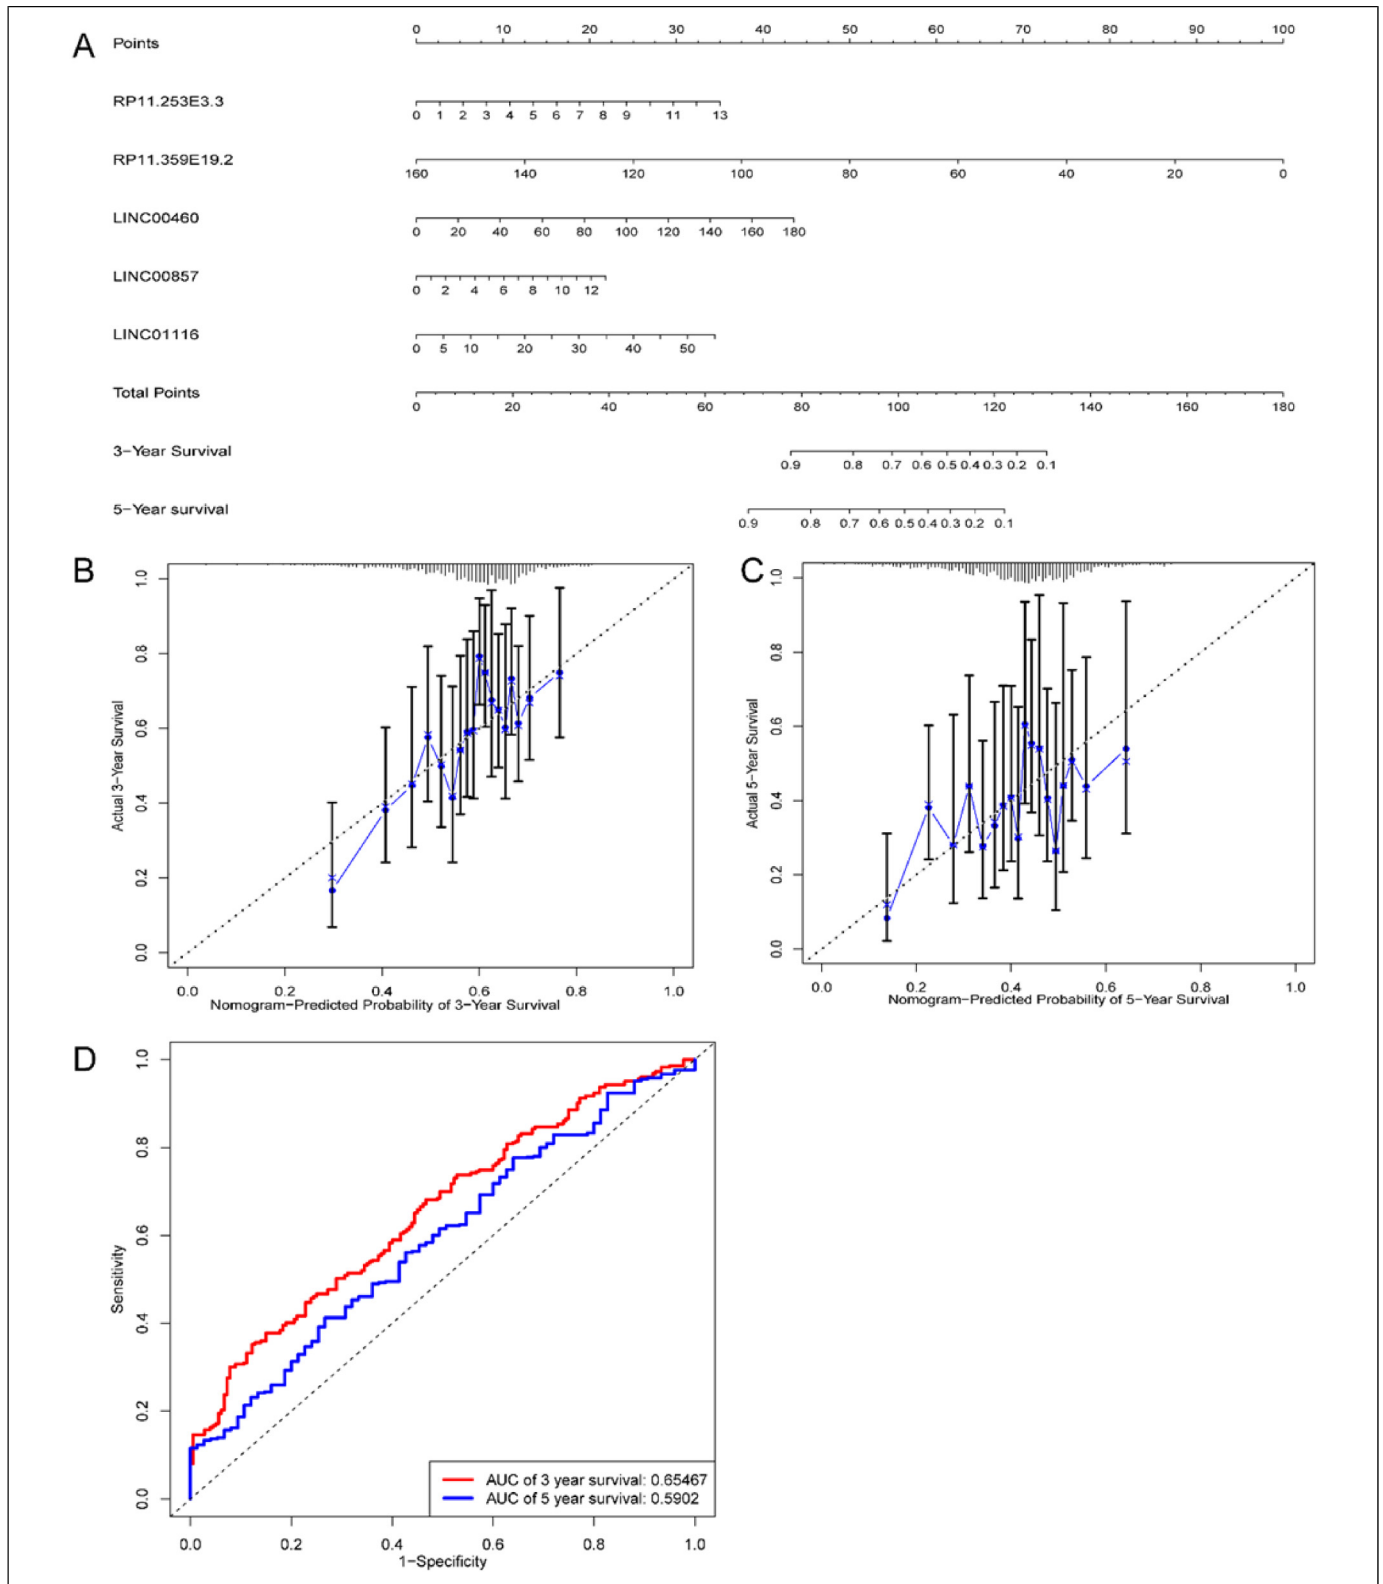 A
Points
0 10 20 30 40 50 60 70 80 90 100
RP11.253E3.3
0 1 2 3 4 5 6 7 8 9 11 13
RP11.359E19.2
160 140 120 100 80 60 40 20 0
LINC00460
0 20 40 60 80 100 120 140 160 180
LINC00857
0 2 4 6 8 10 12
LINC01116
0 5 10 20 30 40 50
Total Points
0 20 40 60 80 100 120 140 160 180
3−Year Survival
0.9 0.8 0.7 0.6 0.5 0.4 0.3 0.2 0.1
5−Year survival
0.9 0.8 0.7 0.6 0.5 0.4 0.3 0.2 0.1
B
Actual 3−Year Survival
1.0
0.8
0.6
0.4
0.2
0.0
0.0 0.2 0.4 0.6 0.8 1.0
Nomogram−Predicted Probability of 3−Year Survival
C
Actual 5−Year Survival
1.0
0.8
0.6
0.4
0.2
0.0
0.0 0.2 0.4 0.6 0.8 1.0
Nomogram−Predicted Probability of 5−Year Survival
D
Sensitivity
1.0
0.8
0.6
0.4
0.2
0.0
AUC of 3 year survival: 0.65467
AUC of 5 year survival: 0.5902
0.0 0.2 0.4 0.6 0.8 1.0
1−Specificity